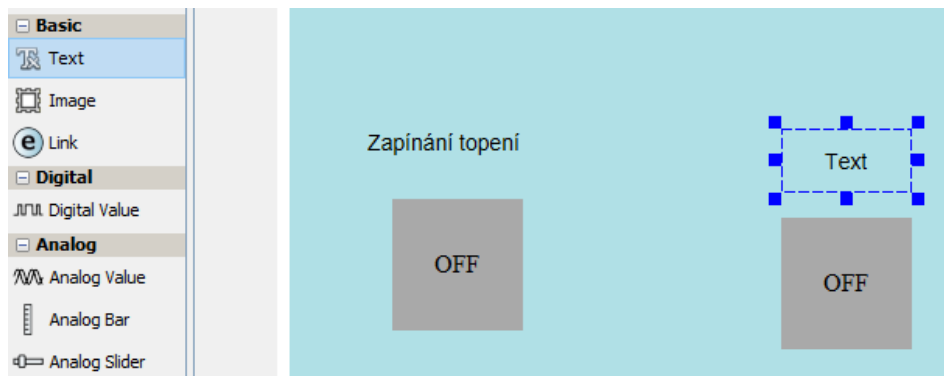 Basic
Text
Image
Link
Digital
Digital Value
Analog
Analog Value
Analog Bar
Analog Slider
Zapínání topení
Text
OFF
OFF